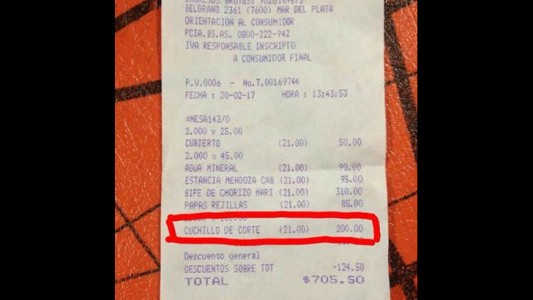 BELGRANO 2361 (7600) MAR DEL PLATA
ORIENTACION AL CONSUMIDOR
PCIA.BS.AS. 0800-222-942
IVA RESPONSABLE INSCRIPTO
A CONSUMIDOR FINAL
P.V.0006 - No.T.00169744
FECHA : 20-02-17 HORA : 13:43:53
#MESA143/0
2.000 x 25.00
CUBIERTO (21.00) 50.00
2.000 x 45.00
AGUA MINERAL (21.00) 90.00
ESTANCIA MENDOZA CAB (21.00) 95.00
BIFE DE CHORIZO MARI (21.00) 310.00
PAPAS REJILLAS (21.00) 85.00
CUCHILLO DE CORTE (21.00) 200.00
Descuento general
DESCUENTOS SOBRE TOT -124.50
TOTAL $705.50